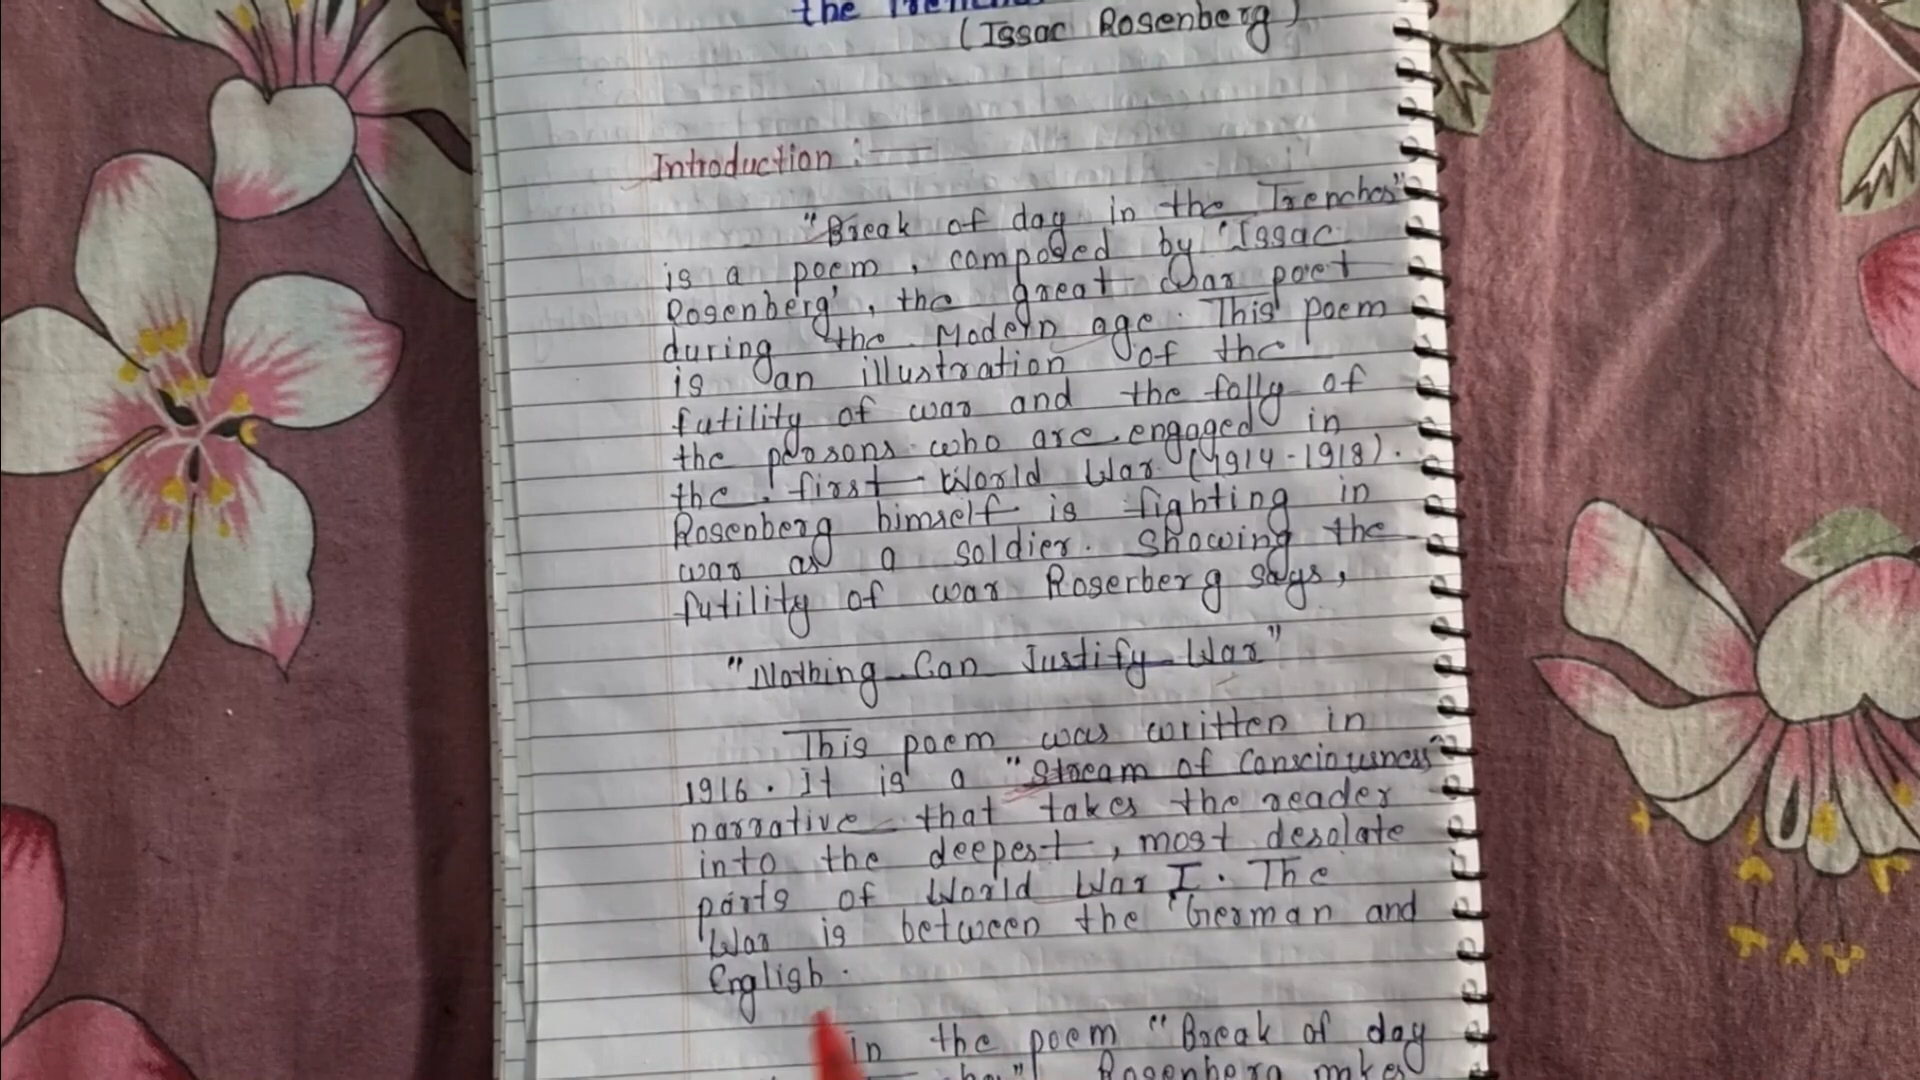 the Trenches
(Issac Rosenberg)
Introduction :—
"Break of day in the Trenches"
is a poem, composed by 'Issac
Rosenberg', the great war poet
during the Modern age. This poem
is an illustration of the
futility of war and the folly of
the persons who are engaged in
the first World War (1914-1918).
Rosenberg himself is fighting in
war as a soldier. Showing the
futility of war Roserberg says,
"Nothing Can Justify War"
This poem was written in
1916. It is a "Stream of Consciousness"
narrative that takes the reader
into the deepest, most desolate
parts of World War I. The
War is between the German and
English.
in the poem "Break of day
Rosenberg makes